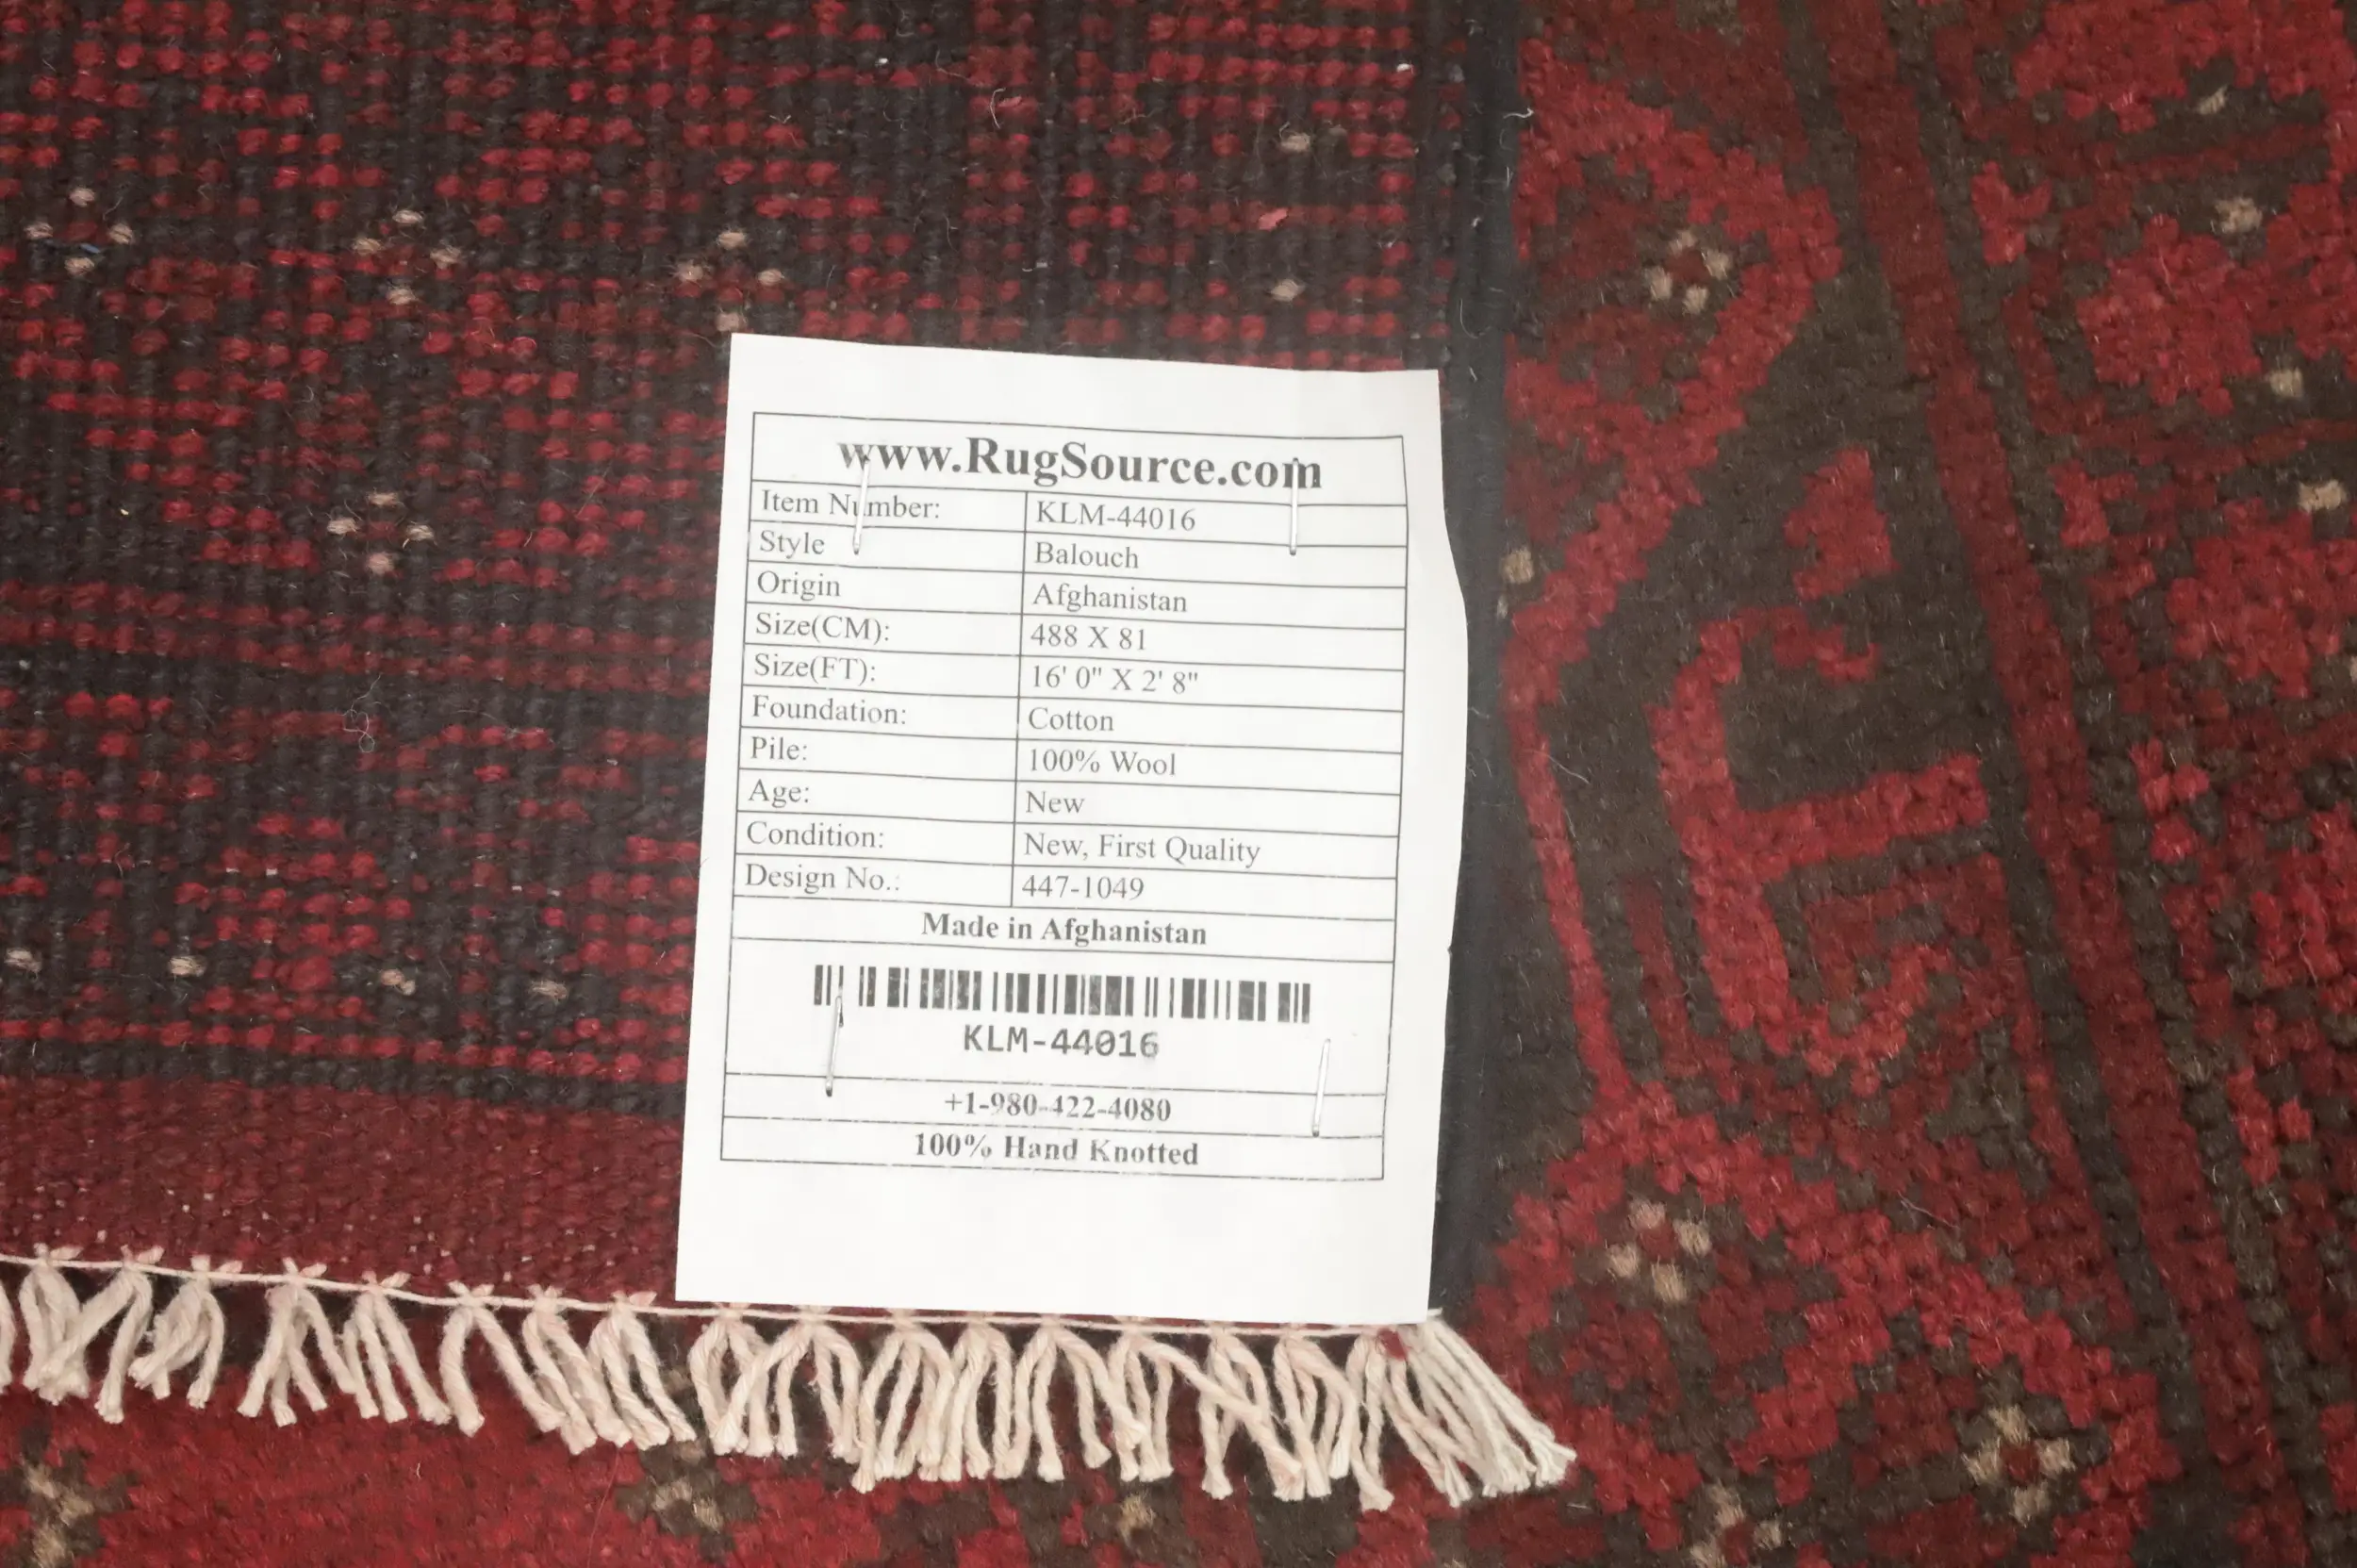 www.RugSource.com
Item Number: KLM-44016
Style Balouch
Origin Afghanistan
Size(CM): 488 X 81
Size(FT): 16' 0" X 2' 8"
Foundation: Cotton
Pile: 100% Wool
Age: New
Condition: New, First Quality
Design No.: 447-1049
Made in Afghanistan
KLM-44016
+1-980-422-4080
100% Hand Knotted